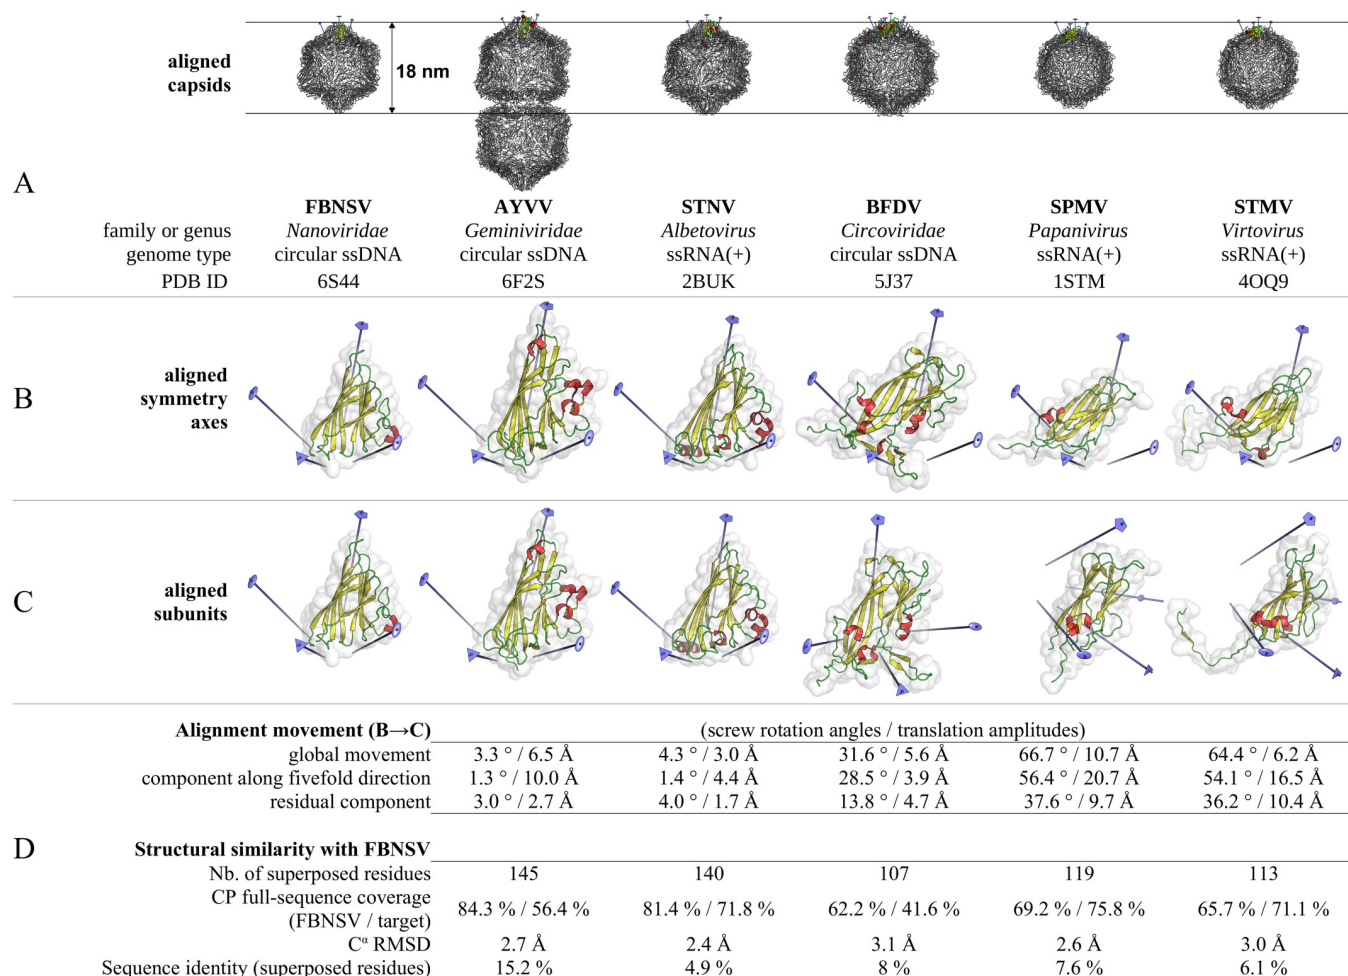 aligned
capsids
18 nm
A
FBNSV AYVV STNV BFDV SPMV STMV
family or genus Nanoviridae Geminiviridae Albetovirus Circoviridae Papanivirus Virtovirus
genome type circular ssDNA circular ssDNA ssRNA(+) circular ssDNA ssRNA(+) ssRNA(+)
PDB ID 6S44 6F2S 2BUK 5J37 1STM 4OQ9
B
aligned
symmetry
axes
C
aligned
subunits
Alignment movement (B→C) (screw rotation angles / translation amplitudes)
global movement 3.3 ° / 6.5 Å 4.3 ° / 3.0 Å 31.6 ° / 5.6 Å 66.7 ° / 10.7 Å 64.4 ° / 6.2 Å
component along fivefold direction 1.3 ° / 10.0 Å 1.4 ° / 4.4 Å 28.5 ° / 3.9 Å 56.4 ° / 20.7 Å 54.1 ° / 16.5 Å
residual component 3.0 ° / 2.7 Å 4.0 ° / 1.7 Å 13.8 ° / 4.7 Å 37.6 ° / 9.7 Å 36.2 ° / 10.4 Å
D
Structural similarity with FBNSV
Nb. of superposed residues 145 140 107 119 113
CP full-sequence coverage
(FBNSV / target) 84.3 % / 56.4 % 81.4 % / 71.8 % 62.2 % / 41.6 % 69.2 % / 75.8 % 65.7 % / 71.1 %
Cᵅ RMSD 2.7 Å 2.4 Å 3.1 Å 2.6 Å 3.0 Å
Sequence identity (superposed residues) 15.2 % 4.9 % 8 % 7.6 % 6.1 %